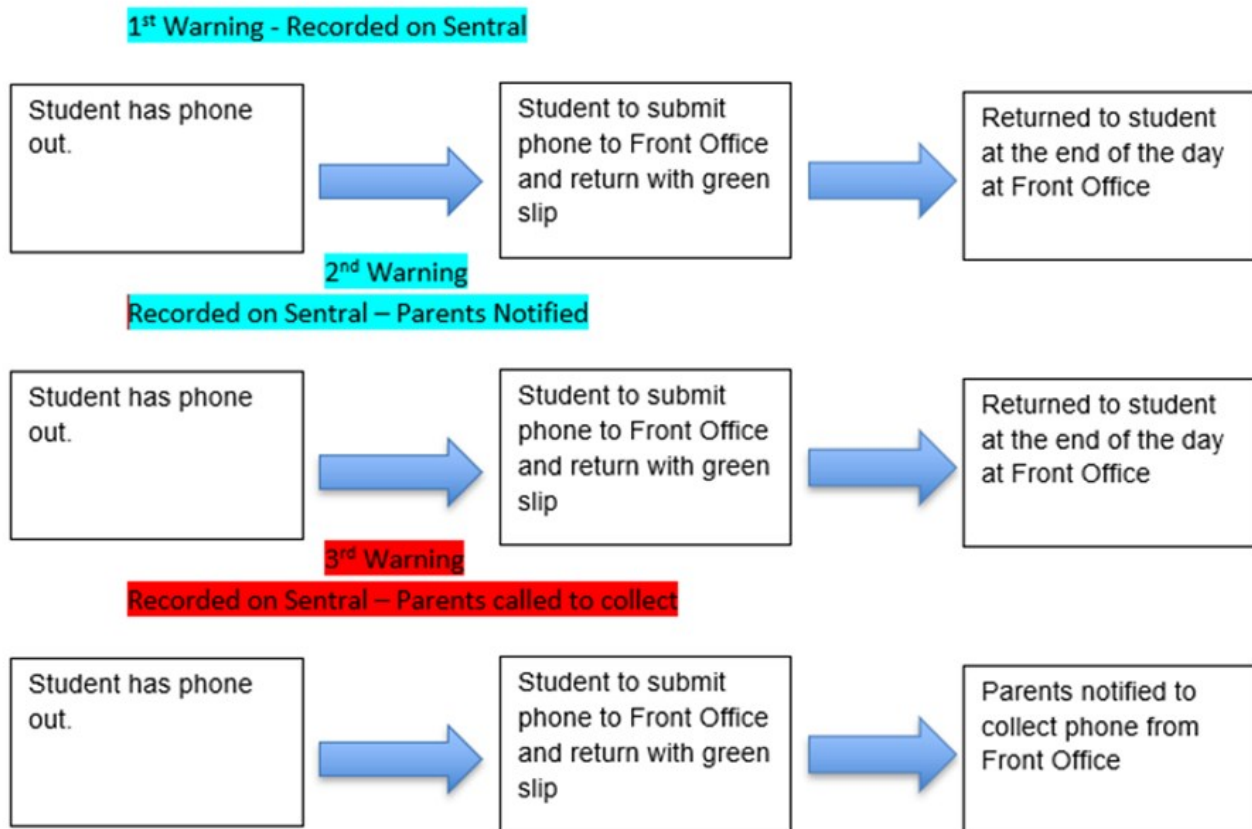 1st Warning - Recorded on Sentral
Student has phone
out.
Student to submit
phone to Front Office
and return with green
slip
Returned to student
at the end of the day
at Front Office
2nd Warning
Recorded on Sentral – Parents Notified
Student has phone
out.
Student to submit
phone to Front Office
and return with green
slip
Returned to student
at the end of the day
at Front Office
3rd Warning
Recorded on Sentral – Parents called to collect
Student has phone
out.
Student to submit
phone to Front Office
and return with green
slip
Parents notified to
collect phone from
Front Office